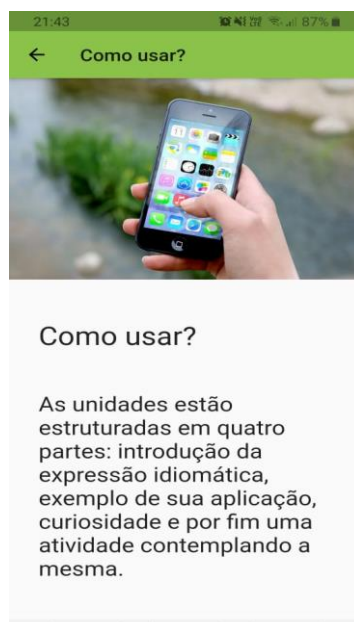 21:43 87%
Como usar?
Como usar?
As unidades estão
estruturadas em quatro
partes: introdução da
expressão idiomática,
exemplo de sua aplicação,
curiosidade e por fim uma
atividade contemplando a
mesma.